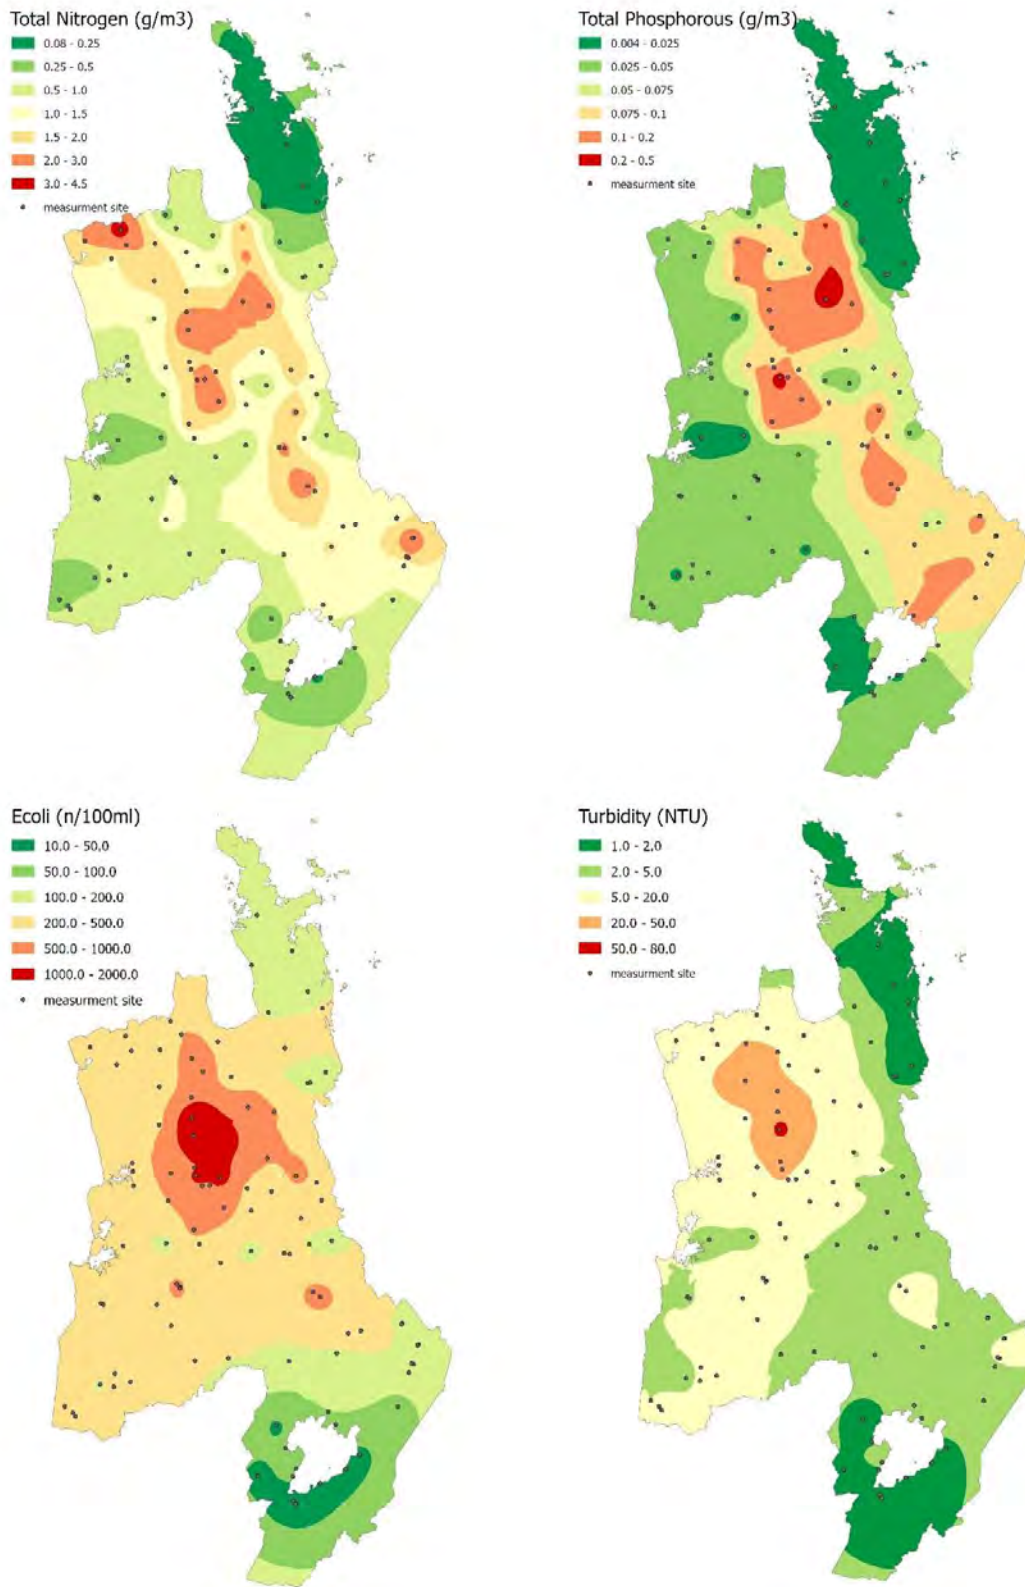 Total Nitrogen (g/m3)
0.08 - 0.25
0.25 - 0.5
0.5 - 1.0
1.0 - 1.5
1.5 - 2.0
2.0 - 3.0
3.0 - 4.5
measurment site
Total Phosphorous (g/m3)
0.004 - 0.025
0.025 - 0.05
0.05 - 0.075
0.075 - 0.1
0.1 - 0.2
0.2 - 0.5
measurment site
Ecoli (n/100ml)
10.0 - 50.0
50.0 - 100.0
100.0 - 200.0
200.0 - 500.0
500.0 - 1000.0
1000.0 - 2000.0
measurment site
Turbidity (NTU)
1.0 - 2.0
2.0 - 5.0
5.0 - 20.0
20.0 - 50.0
50.0 - 80.0
measurment site